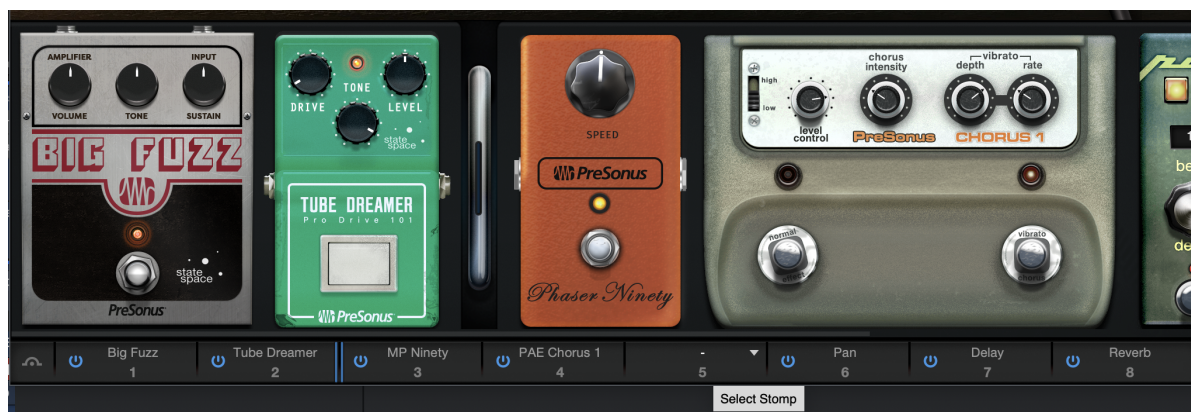 AMPLIFIER INPUT
VOLUME TONE SUSTAIN
BIG FUZZ
state space
PreSonus
DRIVE TONE LEVEL
state space
TUBE DREAMER
Pro Drive 101
PreSonus
SPEED
PreSonus
Phaser Ninety
high
low
level control
chorus intensity
vibrato
depth rate
PreSonus CHORUS 1
normal
effect
vibrato
chorus
Big Fuzz
1
Tube Dreamer
2
MP Ninety
3
PAE Chorus 1
4
-
5
Pan
6
Delay
7
Reverb
8
Select Stomp